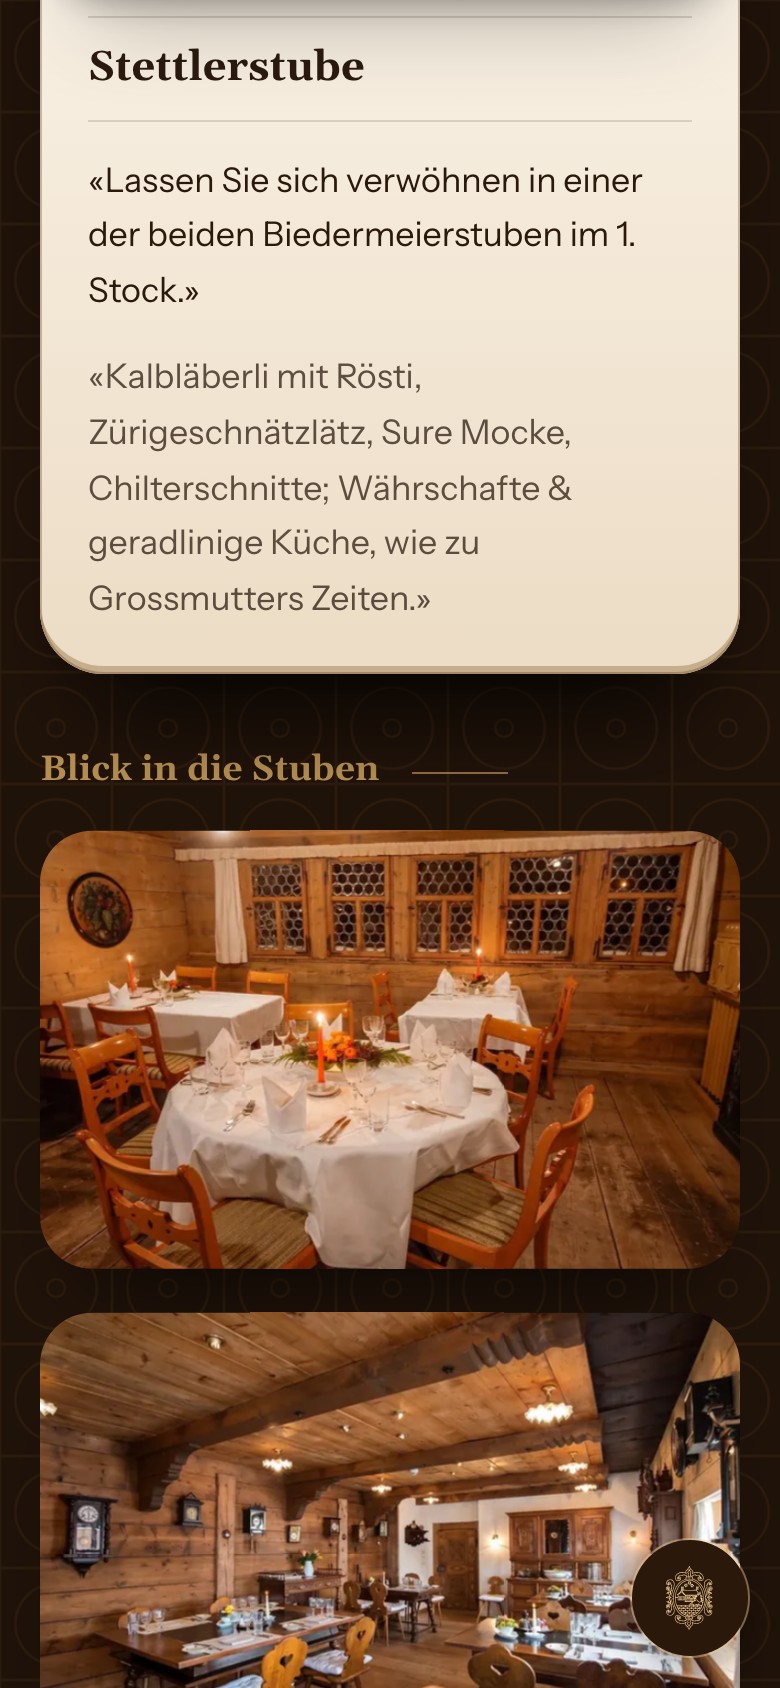 Stettlerstube
«Lassen Sie sich verwöhnen in einer
der beiden Biedermeierstuben im 1.
Stock.»
«Kalbläberli mit Rösti,
Zürigeschnätzlätz, Sure Mocke,
Chilterschnitte; Währschafte &
geradlinige Küche, wie zu
Grossmutters Zeiten.»
Blick in die Stuben